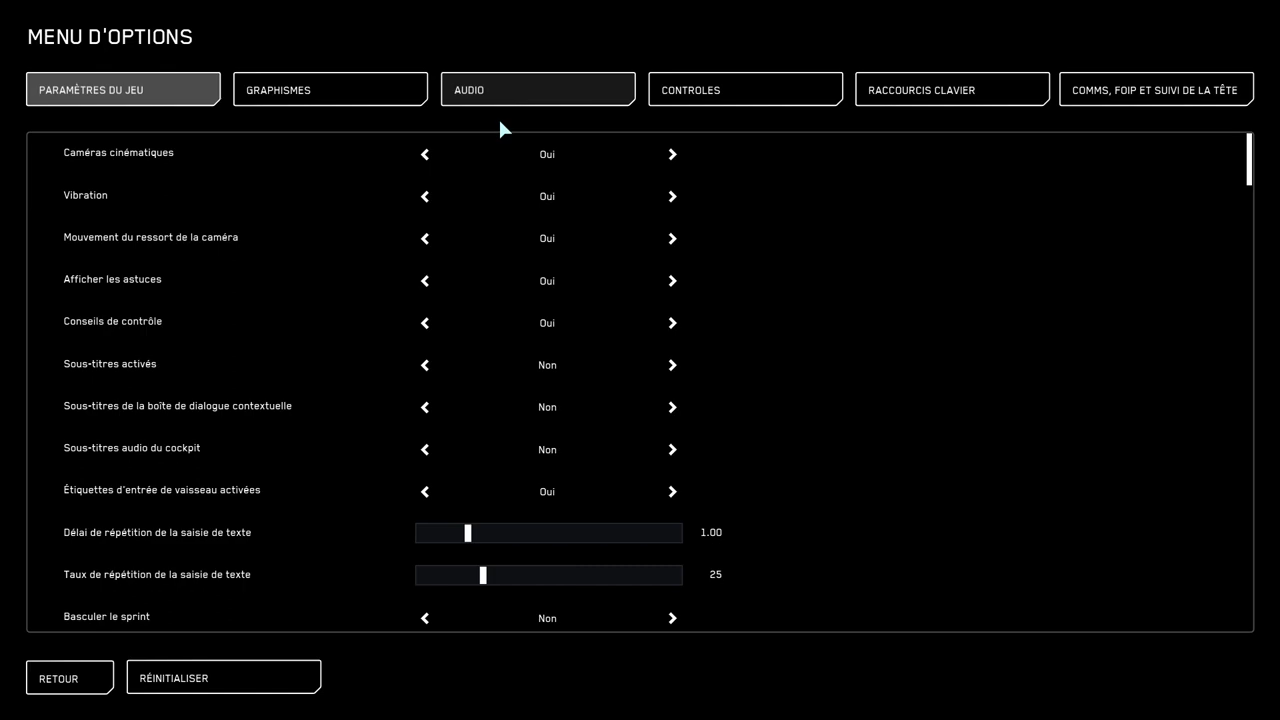 MENU D'OPTIONS
PARAMÈTRES DU JEU
GRAPHISMES
AUDIO
CONTROLES
RACCOURCIS CLAVIER
COMMS, FOIP ET SUIVI DE LA TÊTE
Caméras cinématiques Oui
Vibration Oui
Mouvement du ressort de la caméra Oui
Afficher les astuces Oui
Conseils de contrôle Oui
Sous-titres activés Non
Sous-titres de la boîte de dialogue contextuelle Non
Sous-titres audio du cockpit Non
Étiquettes d'entrée de vaisseau activées Oui
Délai de répétition de la saisie de texte 1.00
Taux de répétition de la saisie de texte 25
Basculer le sprint Non
RETOUR
RÉINITIALISER